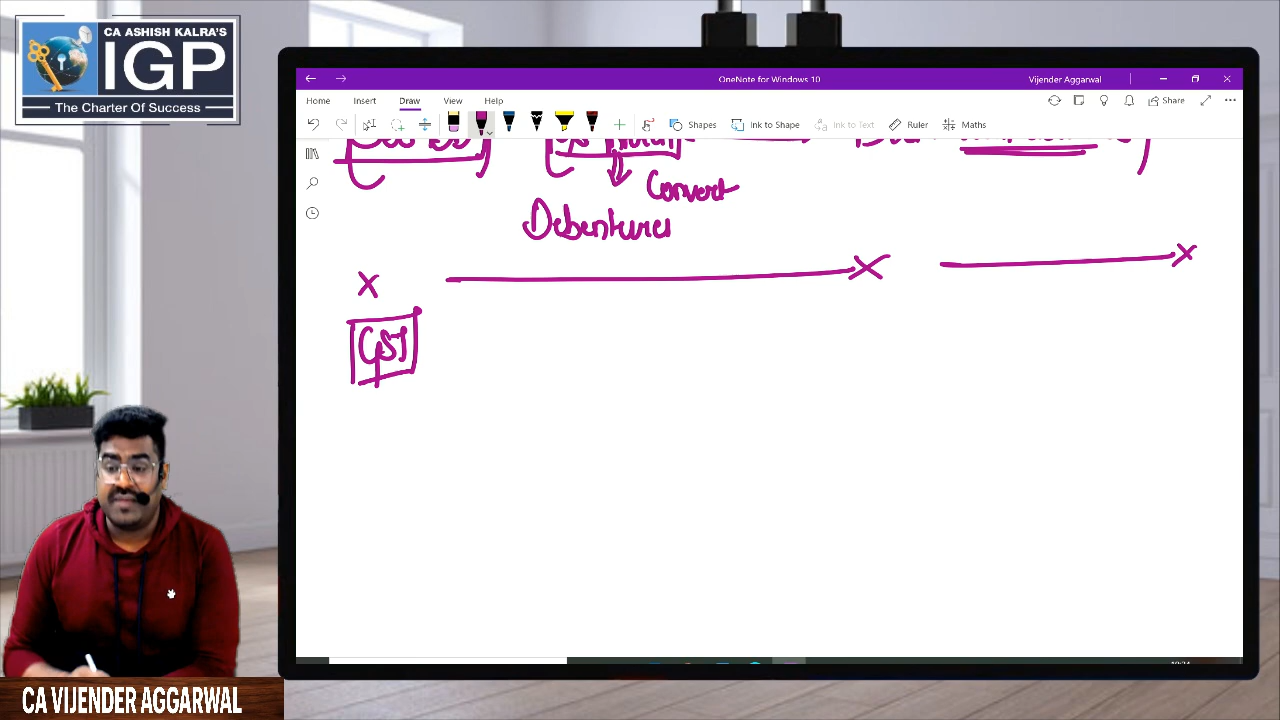 CA ASHISH KALRA'S
IGP
The Charter Of Success
OneNote for Windows 10
Vijender Aggarwal
Home Insert Draw View Help
Share
Shapes Ink to Shape Ink to Text Ruler Maths
Convert
Debentures
x x x
GST
CA VIJENDER AGGARWAL